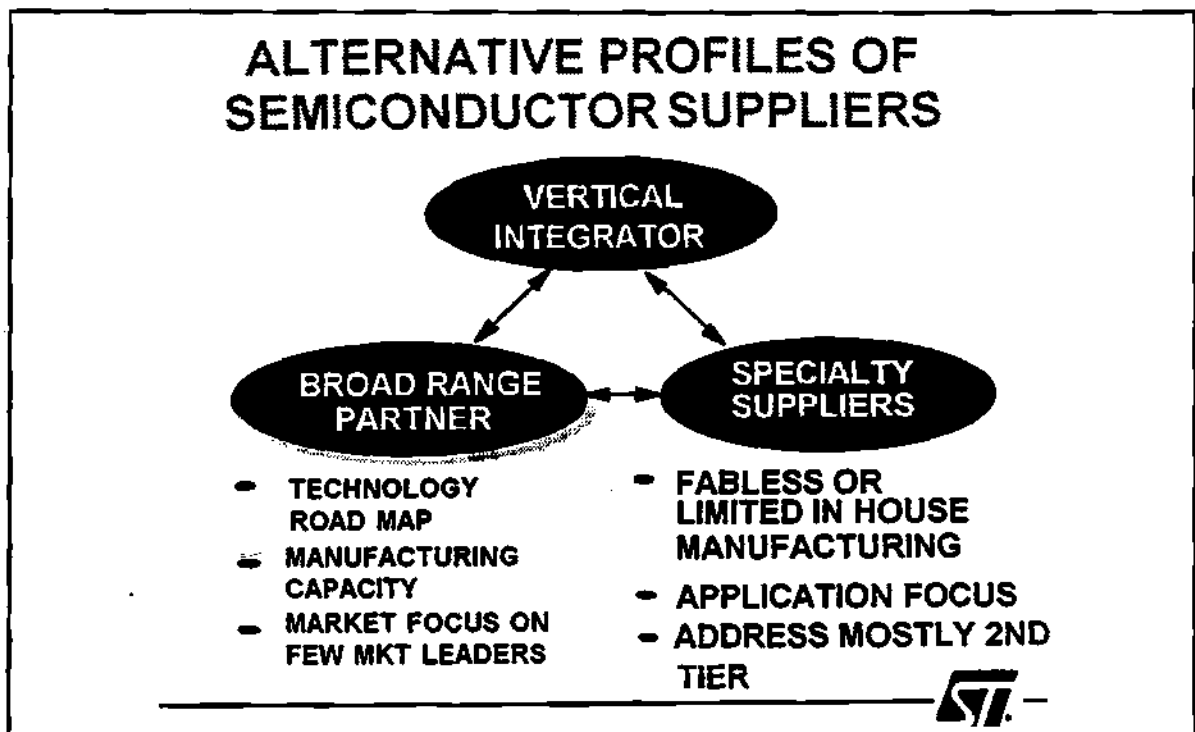 ALTERNATIVE PROFILES OF
SEMICONDUCTOR SUPPLIERS
VERTICAL
INTEGRATOR
BROAD RANGE
PARTNER
SPECIALTY
SUPPLIERS
- TECHNOLOGY
ROAD MAP
- MANUFACTURING
CAPACITY
- MARKET FOCUS ON
FEW MKT LEADERS
- FABLESS OR
LIMITED IN HOUSE
MANUFACTURING
- APPLICATION FOCUS
- ADDRESS MOSTLY 2ND
TIER
ST